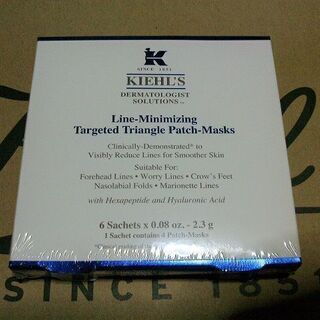 K
SINCE 1851
KIEHL'S
DERMATOLOGIST
SOLUTIONS™
Line-Minimizing
Targeted Triangle Patch-Masks
Clinically-Demonstrated* to
Visibly Reduce Lines for Smoother Skin
Suitable For:
Forehead Lines • Worry Lines • Crow's Feet
Nasolabial Folds • Marionette Lines
with Hexapeptide and Hyaluronic Acid
6 Sachets x 0.08 oz. - 2.3 g
1 Sachet contains 4 Patch-Masks
SINCE 1851